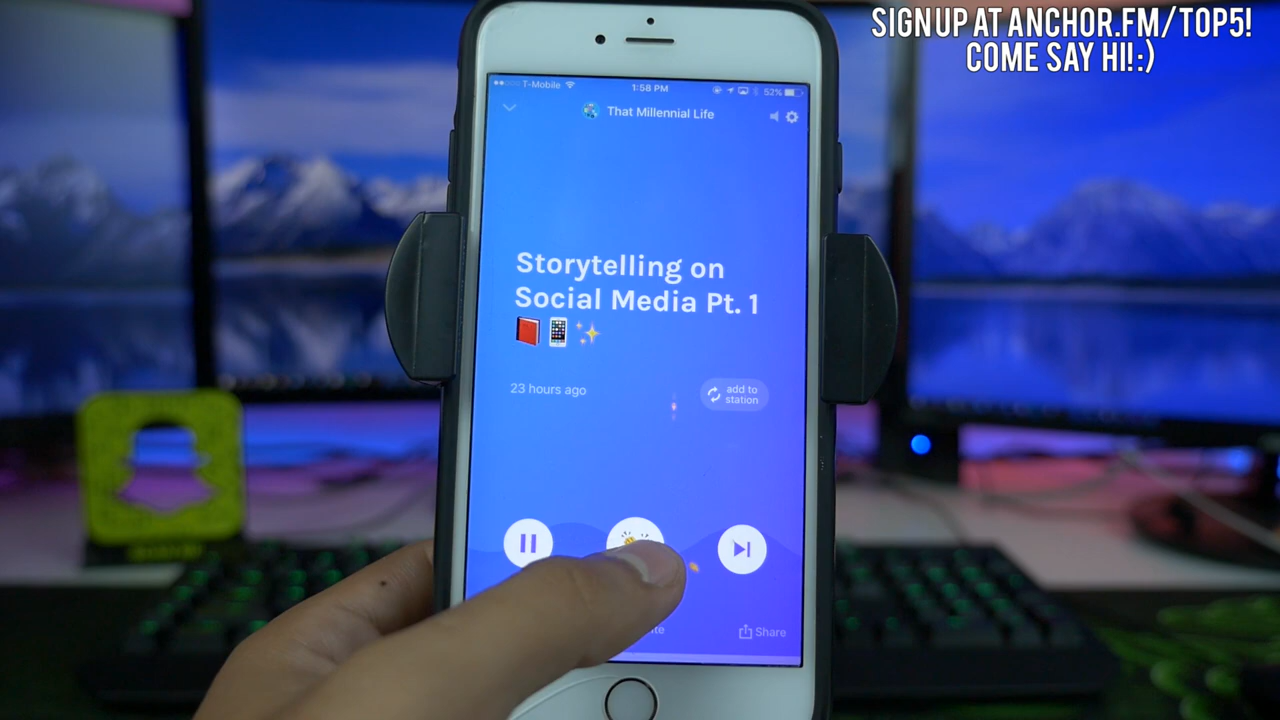 SIGN UP AT ANCHOR.FM/TOP5!
COME SAY HI!:)
T-Mobile 1:58 PM 52%
That Millennial Life
Storytelling on
Social Media Pt. 1
23 hours ago
add to
station
Share